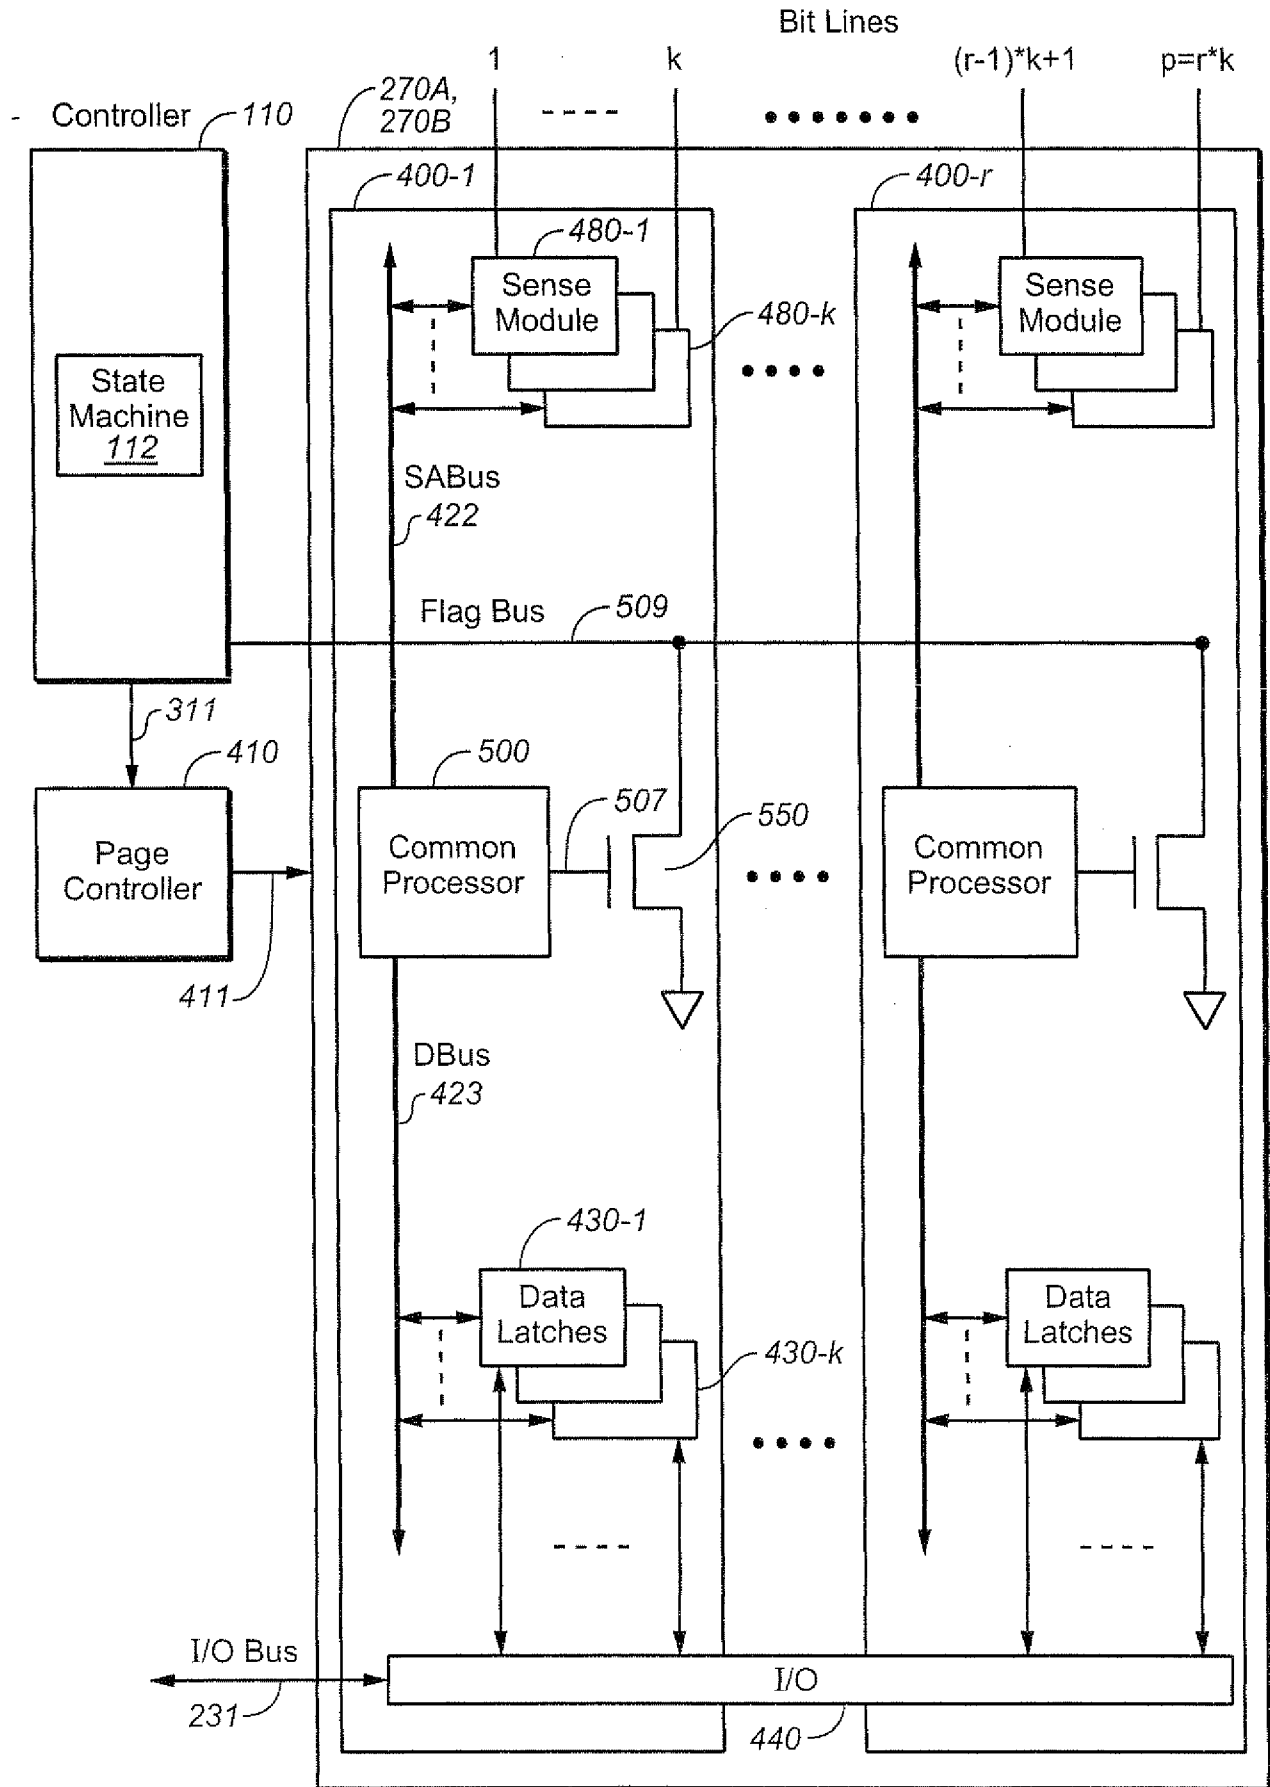 Bit Lines
1
k
(r-1)*k+1
p=r*k
270A,
270B
Controller
110
400-1
400-r
480-1
Sense
Module
480-k
Sense
Module
State
Machine
112
SABus
422
Flag Bus
509
311
410
500
507
550
Page
Controller
Common
Processor
Common
Processor
411
DBus
423
430-1
Data
Latches
430-k
Data
Latches
I/O Bus
231
I/O
440